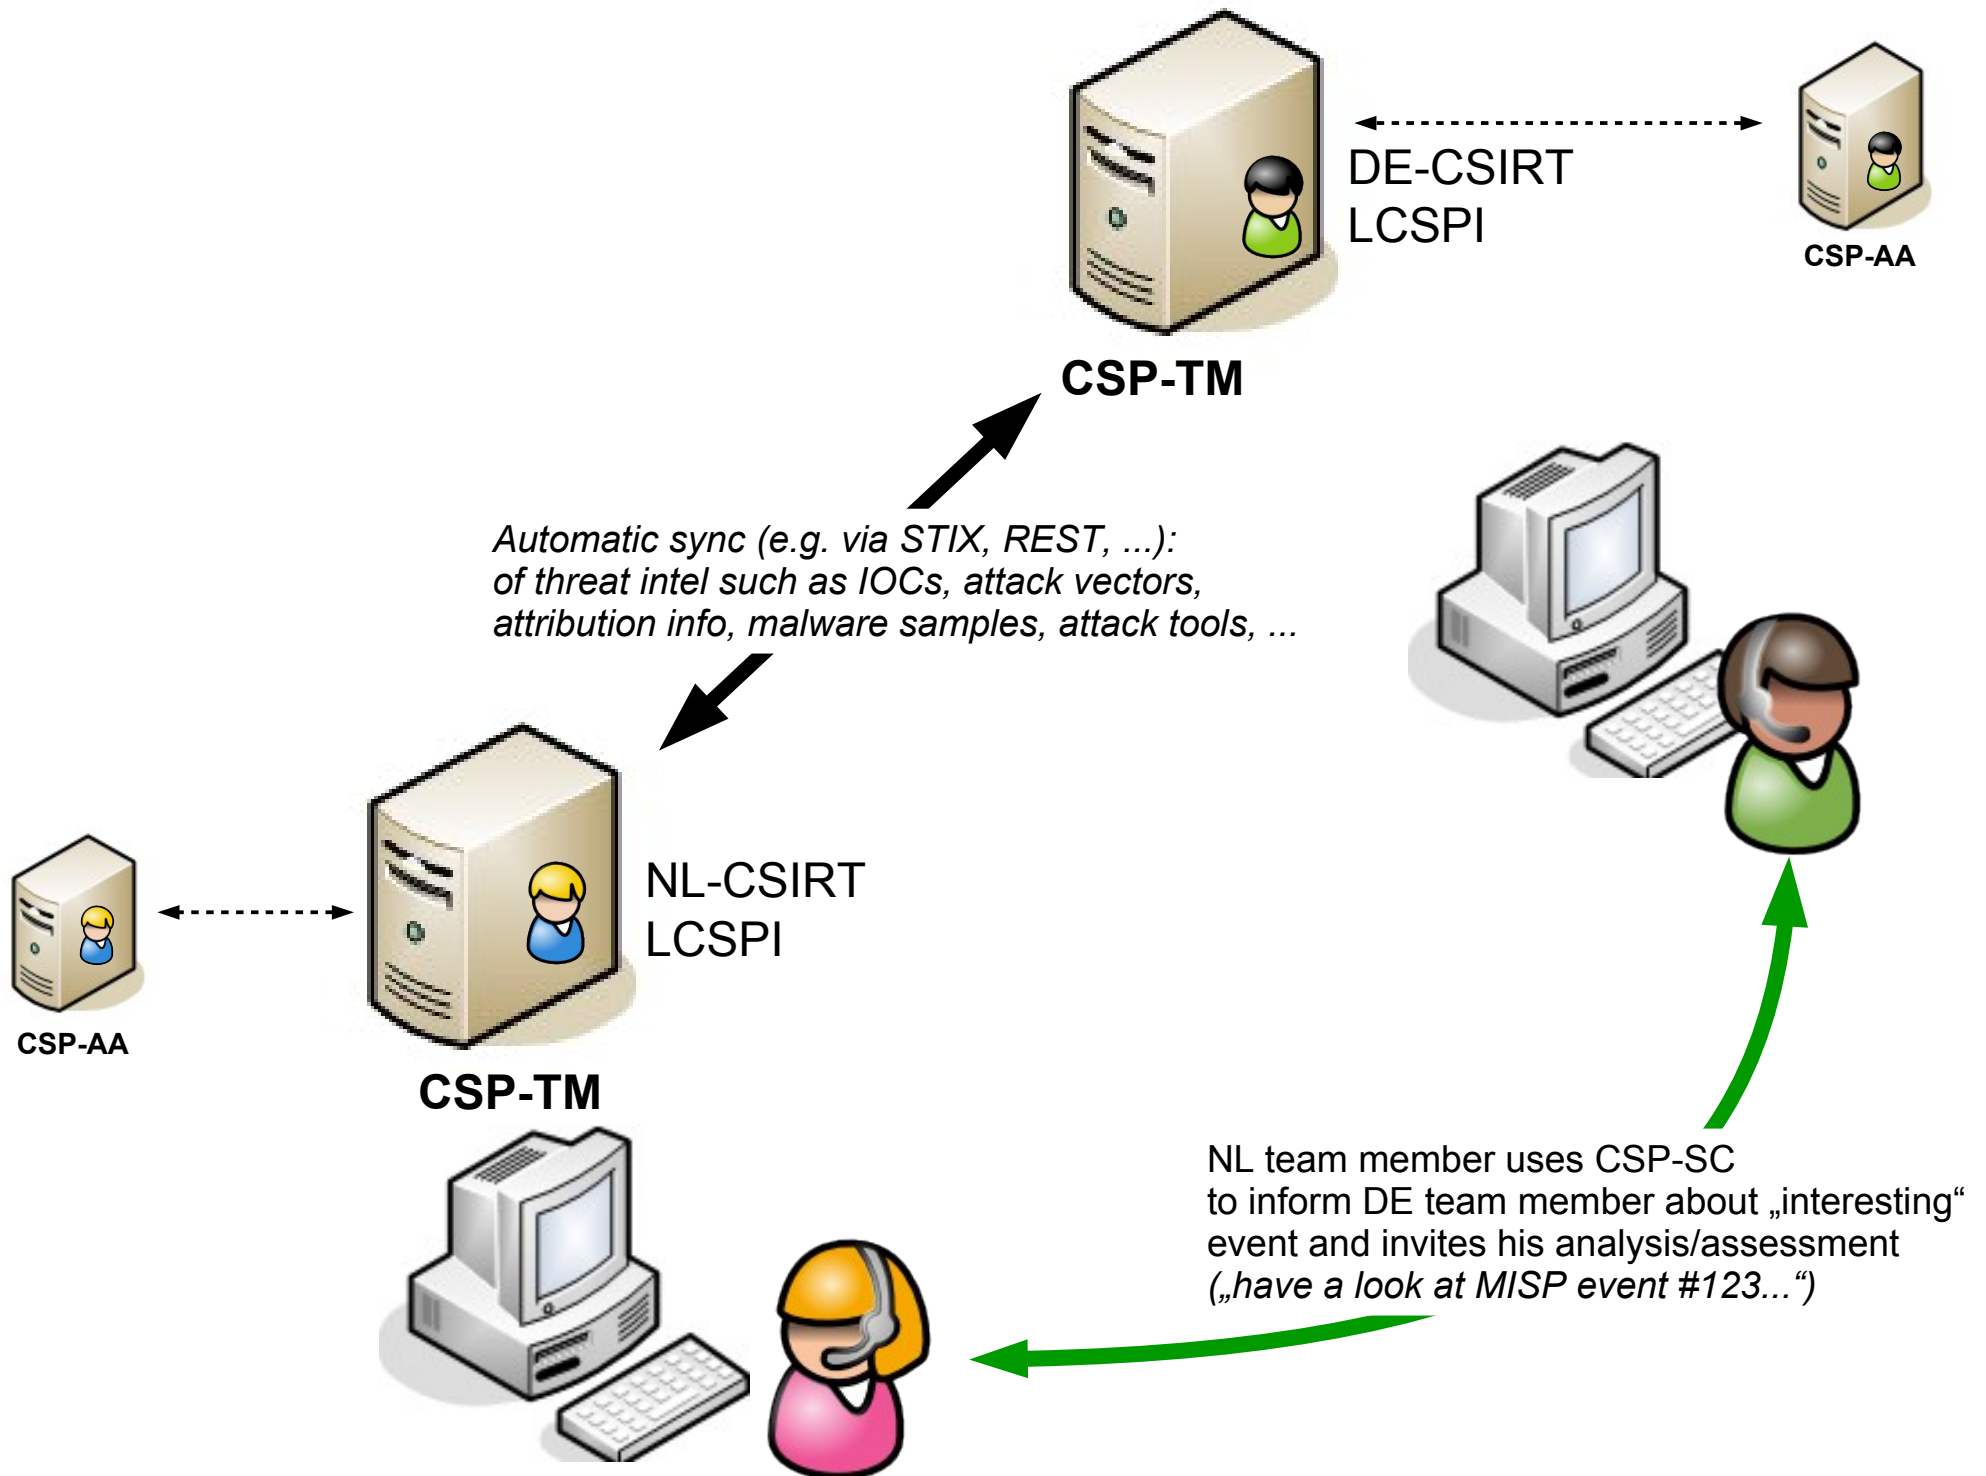 DE-CSIRT
LCSPI
CSP-AA
CSP-TM
Automatic sync (e.g. via STIX, REST, ...):
of threat intel such as IOCs, attack vectors,
attribution info, malware samples, attack tools, ...
NL-CSIRT
LCSPI
CSP-AA
CSP-TM
NL team member uses CSP-SC
to inform DE team member about „interesting“
event and invites his analysis/assessment
(„have a look at MISP event #123...“)